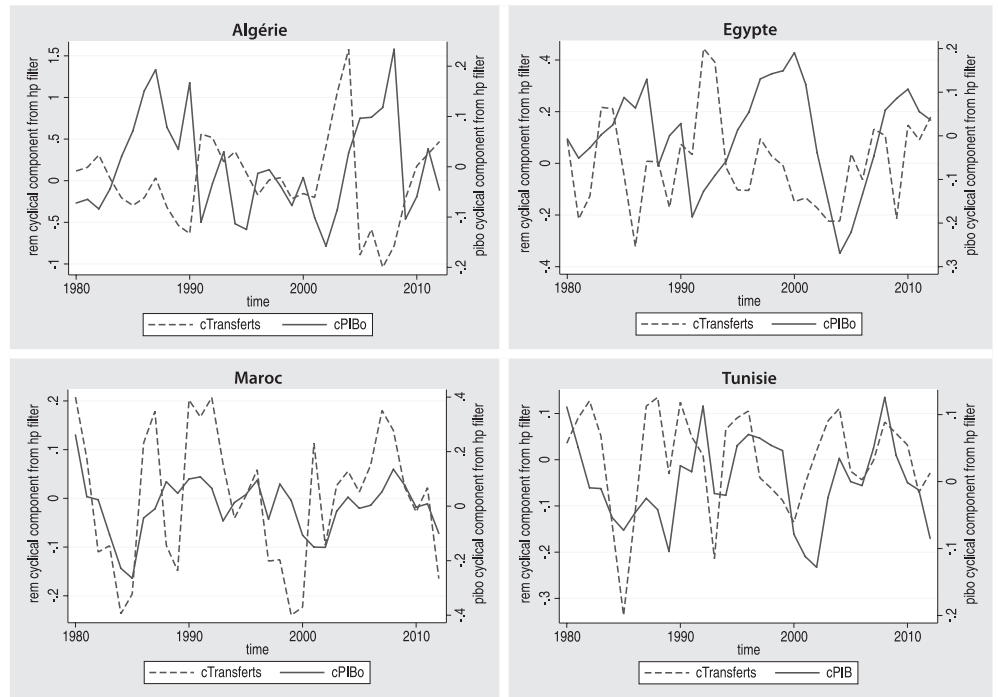 Algérie
rem cyclical component from hp filter
-1 -.5 0 .5 1 1.5
pibo cyclical component from hp filter
-.2 -.1 0 .1 .2
1980 1990 2000 2010
time
cTransferts cPIBo
Egypte
rem cyclical component from hp filter
-.4 -.2 0 .2 .4
pibo cyclical component from hp filter
-.3 -.2 -.1 0 .1 .2
1980 1990 2000 2010
time
cTransferts cPIBo
Maroc
rem cyclical component from hp filter
-.2 -.1 0 .1 .2
pibo cyclical component from hp filter
-.4 -.2 0 .2 .4
1980 1990 2000 2010
time
cTransferts cPIBo
Tunisie
rem cyclical component from hp filter
-.3 -.2 -.1 0 .1
pibo cyclical component from hp filter
-.2 -.1 0 .1
1980 1990 2000 2010
time
cTransferts cPIB